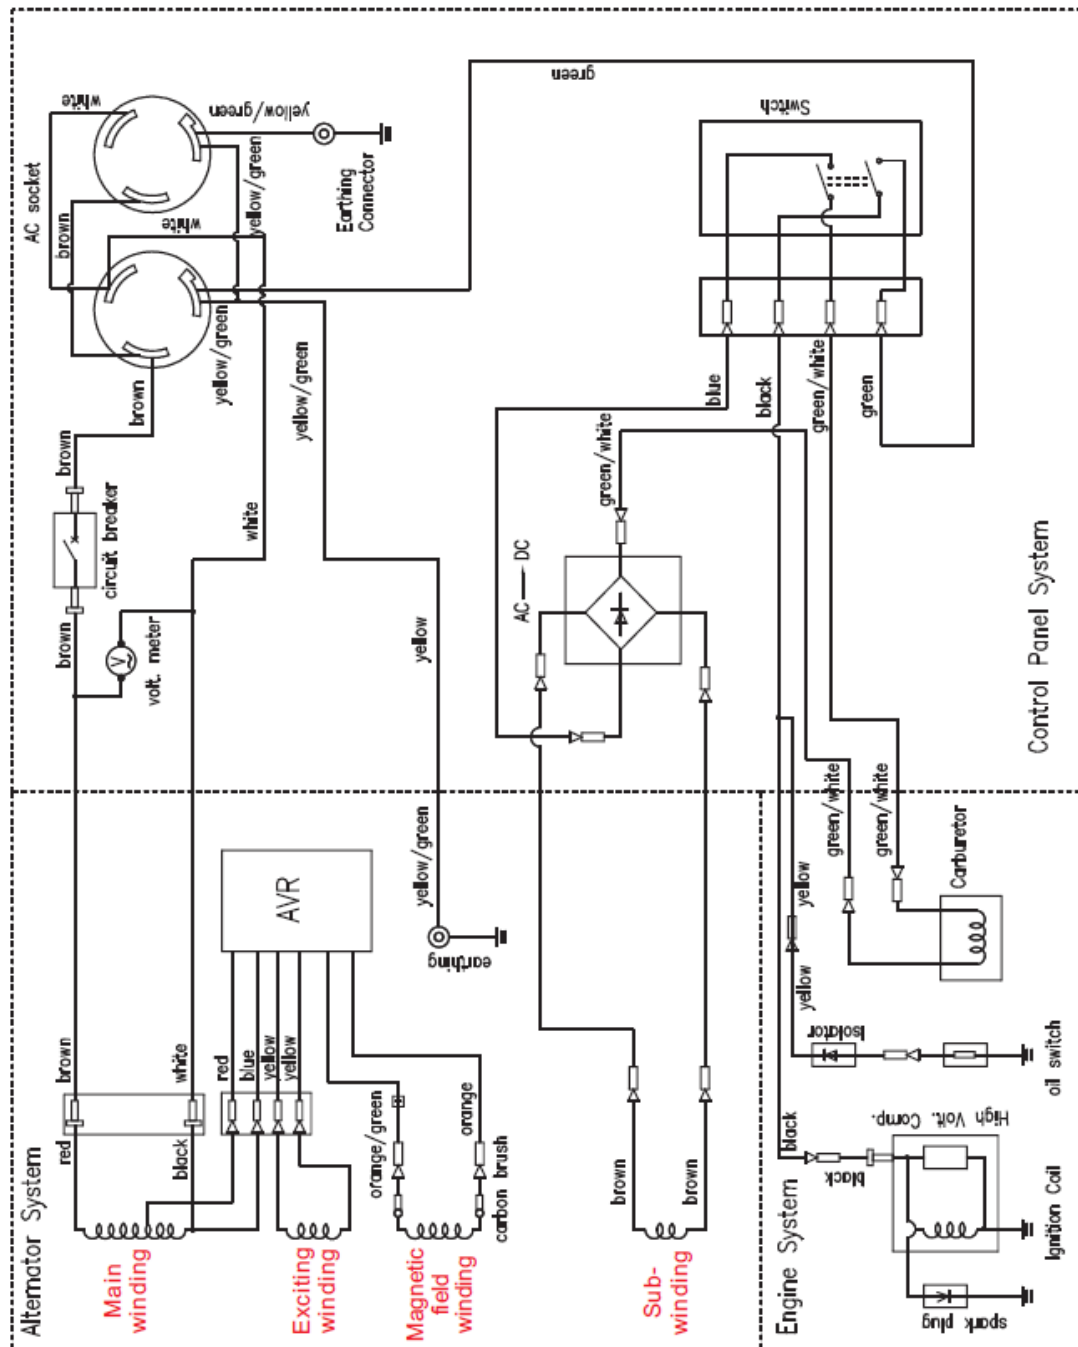 green
white
yellow/green
Switch
AC socket
brown
yellow/green
white
Earthing
Connector
yellow/green
brown
yellow/green
blue
black
green/white
green
brown
green/white
circuit breaker
white
AC — DC
brown
V
volt. meter
yellow
Control Panel System
green/white
green/white
yellow/green
AVR
yellow
Carburetor
earthing
yellow
Isolator
brown
white
red
blue
yellow
yellow
oil switch
orange/green
orange
black
High Volt. Comp.
red
black
carbon brush
brown
brown
black
Alternator System
Main
winding
Exciting
winding
Magnetic
field
winding
Sub-
winding
Engine System
Ignition Coil
spark plug